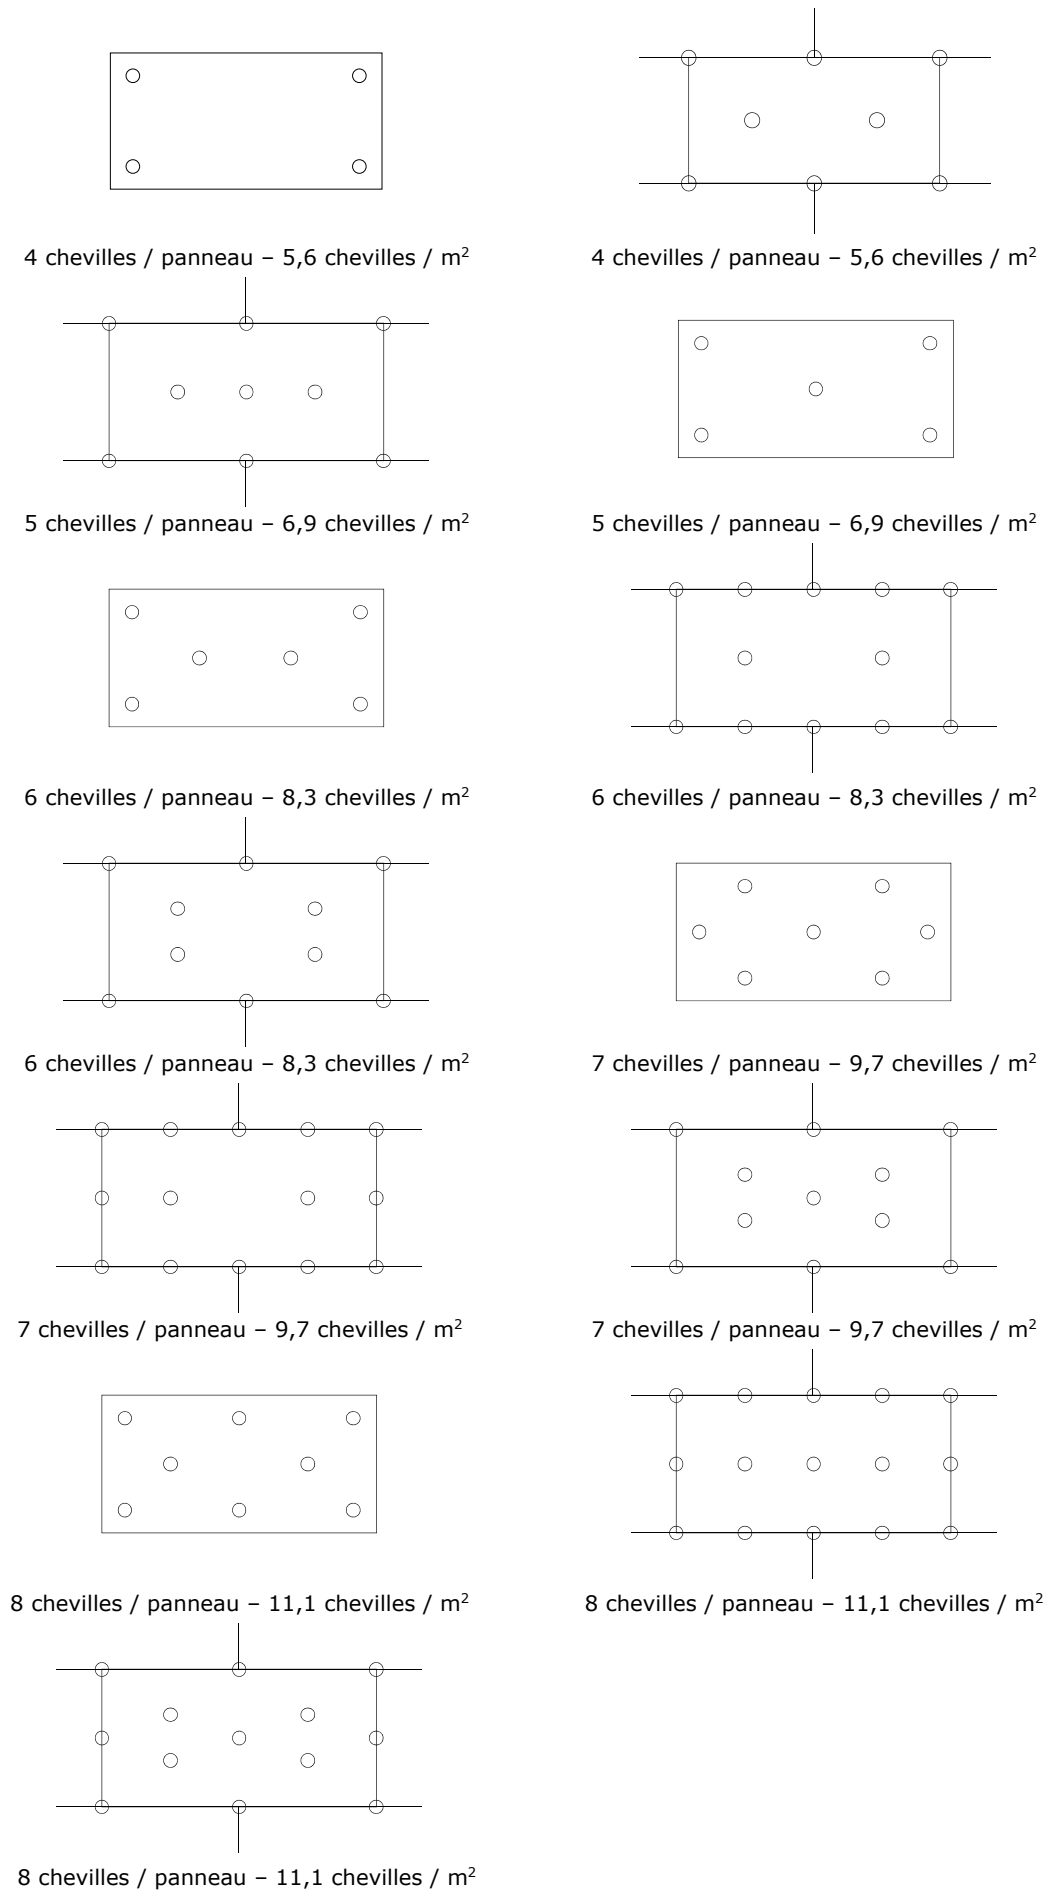 4 chevilles / panneau – 5,6 chevilles / m²
4 chevilles / panneau – 5,6 chevilles / m²
5 chevilles / panneau – 6,9 chevilles / m²
5 chevilles / panneau – 6,9 chevilles / m²
6 chevilles / panneau – 8,3 chevilles / m²
6 chevilles / panneau – 8,3 chevilles / m²
6 chevilles / panneau – 8,3 chevilles / m²
7 chevilles / panneau – 9,7 chevilles / m²
7 chevilles / panneau – 9,7 chevilles / m²
7 chevilles / panneau – 9,7 chevilles / m²
8 chevilles / panneau – 11,1 chevilles / m²
8 chevilles / panneau – 11,1 chevilles / m²
8 chevilles / panneau – 11,1 chevilles / m²